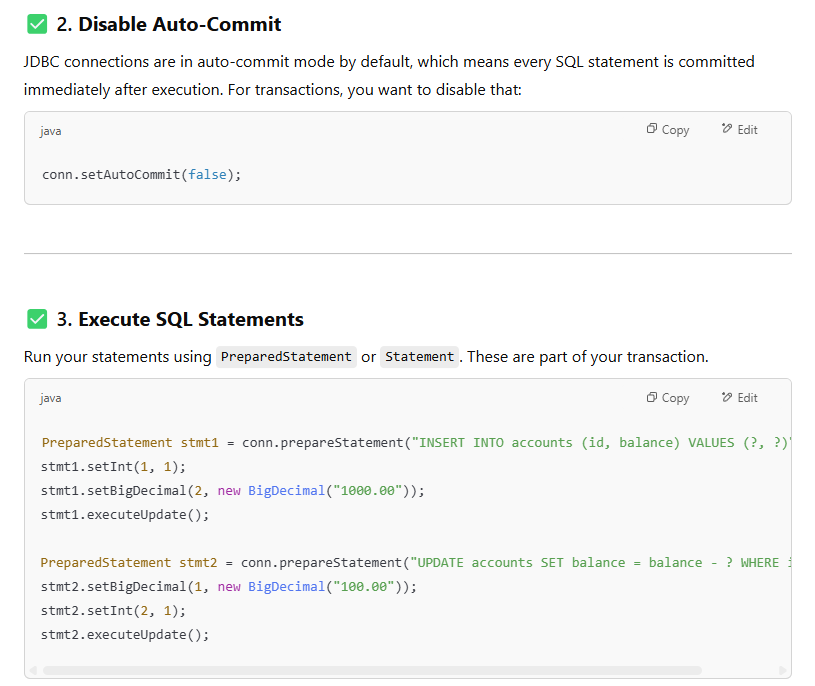 ✅ 2. Disable Auto-Commit
JDBC connections are in auto-commit mode by default, which means every SQL statement is committed
immediately after execution. For transactions, you want to disable that:
java
Copy Edit
conn.setAutoCommit(false);
✅ 3. Execute SQL Statements
Run your statements using PreparedStatement or Statement. These are part of your transaction.
java
Copy Edit
PreparedStatement stmt1 = conn.prepareStatement("INSERT INTO accounts (id, balance) VALUES (?, ?)"
stmt1.setInt(1, 1);
stmt1.setBigDecimal(2, new BigDecimal("1000.00"));
stmt1.executeUpdate();
PreparedStatement stmt2 = conn.prepareStatement("UPDATE accounts SET balance = balance - ? WHERE
stmt2.setBigDecimal(1, new BigDecimal("100.00"));
stmt2.setInt(2, 1);
stmt2.executeUpdate();